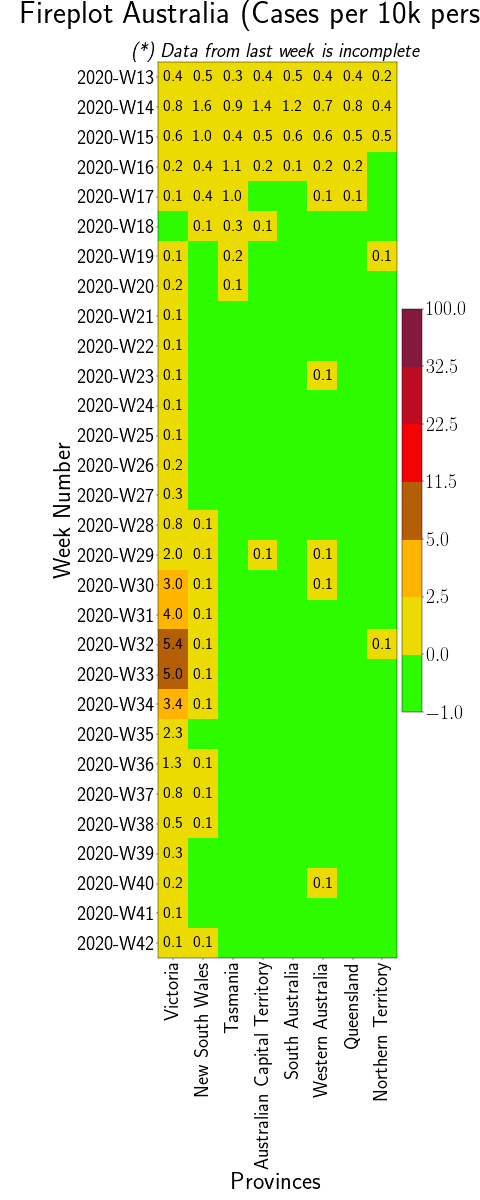 Fireplot Australia (Cases per 10k pers
(*) Data from last week is incomplete
2020-W13 0.4 0.5 0.3 0.4 0.5 0.4 0.4 0.2
2020-W14 0.8 1.6 0.9 1.4 1.2 0.7 0.8 0.4
2020-W15 0.6 1.0 0.4 0.5 0.6 0.6 0.5 0.5
2020-W16 0.2 0.4 1.1 0.2 0.1 0.2 0.2
2020-W17 0.1 0.4 1.0 0.1 0.1
2020-W18 0.1 0.3 0.1
2020-W19 0.1 0.2 0.1
2020-W20 0.2 0.1
2020-W21 0.1
2020-W22 0.1
2020-W23 0.1 0.1
2020-W24 0.1
2020-W25 0.1
2020-W26 0.2
2020-W27 0.3
2020-W28 0.8 0.1
2020-W29 2.0 0.1 0.1 0.1
2020-W30 3.0 0.1 0.1
2020-W31 4.0 0.1
2020-W32 5.4 0.1 0.1
2020-W33 5.0 0.1
2020-W34 3.4 0.1
2020-W35 2.3
2020-W36 1.3 0.1
2020-W37 0.8 0.1
2020-W38 0.5 0.1
2020-W39 0.3
2020-W40 0.2 0.1
2020-W41 0.1
2020-W42 0.1 0.1
Week Number
Victoria
New South Wales
Tasmania
Australian Capital Territory
South Australia
Western Australia
Queensland
Northern Territory
Provinces
100.0
32.5
22.5
11.5
5.0
2.5
0.0
−1.0